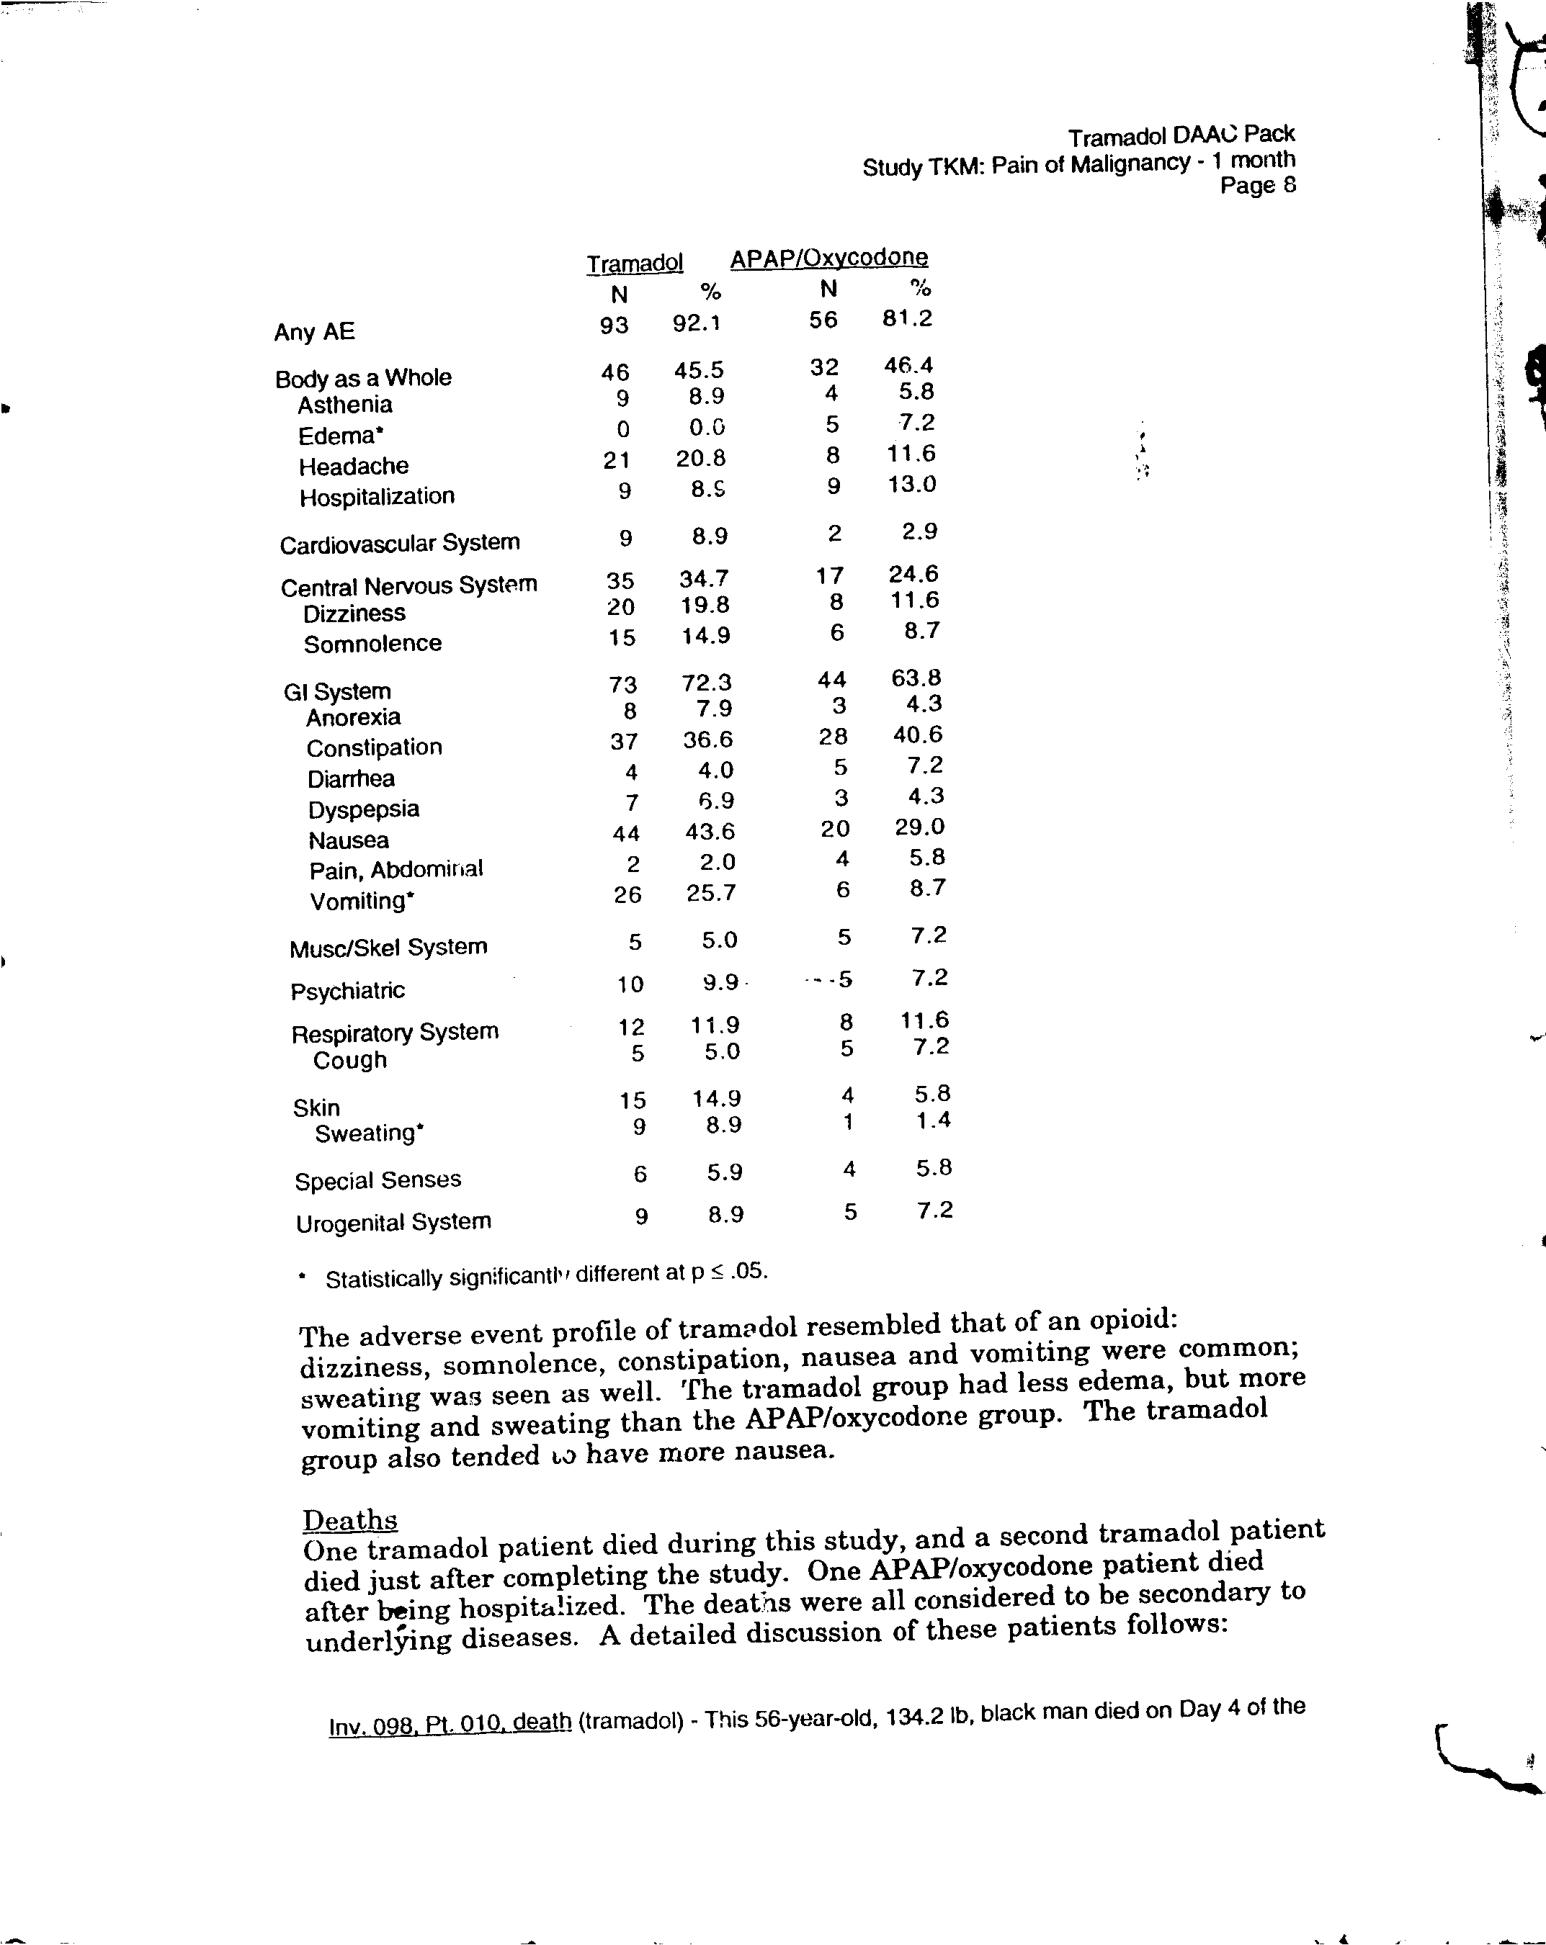 Tramadol DAAC Pack
Study TKM: Pain of Malignancy - 1 month
Page 8
Tramadol APAP/Oxycodone
N % N %
Any AE 93 92.1 56 81.2
Body as a Whole 46 45.5 32 46.4
Asthenia 9 8.9 4 5.8
Edema* 0 0.0 5 7.2
Headache 21 20.8 8 11.6
Hospitalization 9 8.9 9 13.0
Cardiovascular System 9 8.9 2 2.9
Central Nervous System 35 34.7 17 24.6
Dizziness 20 19.8 8 11.6
Somnolence 15 14.9 6 8.7
GI System 73 72.3 44 63.8
Anorexia 8 7.9 3 4.3
Constipation 37 36.6 28 40.6
Diarrhea 4 4.0 5 7.2
Dyspepsia 7 6.9 3 4.3
Nausea 44 43.6 20 29.0
Pain, Abdominal 2 2.0 4 5.8
Vomiting* 26 25.7 6 8.7
Musc/Skel System 5 5.0 5 7.2
Psychiatric 10 9.9 5 7.2
Respiratory System 12 11.9 8 11.6
Cough 5 5.0 5 7.2
Skin 15 14.9 4 5.8
Sweating* 9 8.9 1 1.4
Special Senses 6 5.9 4 5.8
Urogenital System 9 8.9 5 7.2
* Statistically significantly different at p ≤ .05.
The adverse event profile of tramadol resembled that of an opioid:
dizziness, somnolence, constipation, nausea and vomiting were common;
sweating was seen as well. The tramadol group had less edema, but more
vomiting and sweating than the APAP/oxycodone group. The tramadol
group also tended to have more nausea.
Deaths
One tramadol patient died during this study, and a second tramadol patient
died just after completing the study. One APAP/oxycodone patient died
after being hospitalized. The deaths were all considered to be secondary to
underlying diseases. A detailed discussion of these patients follows:
Inv. 098, Pt. 010, death (tramadol) - This 56-year-old, 134.2 lb, black man died on Day 4 of the